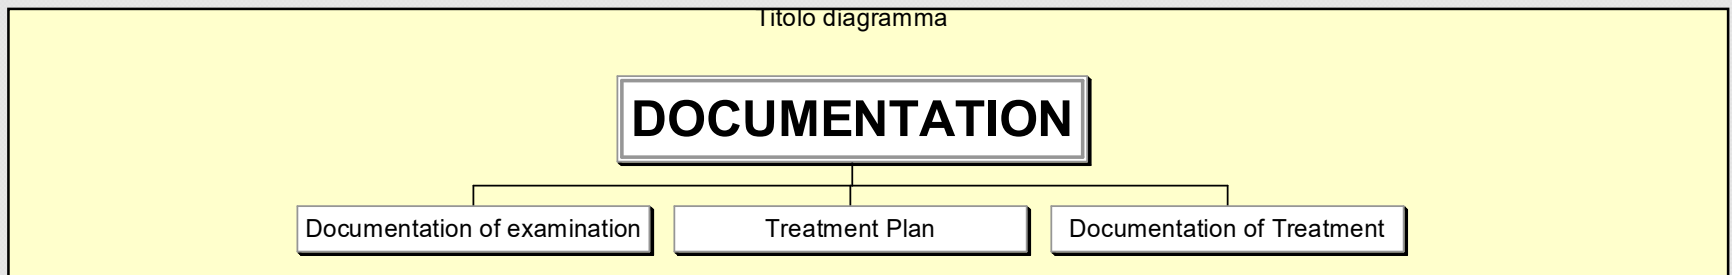 Titolo diagramma
DOCUMENTATION
Documentation of examination
Treatment Plan
Documentation of Treatment